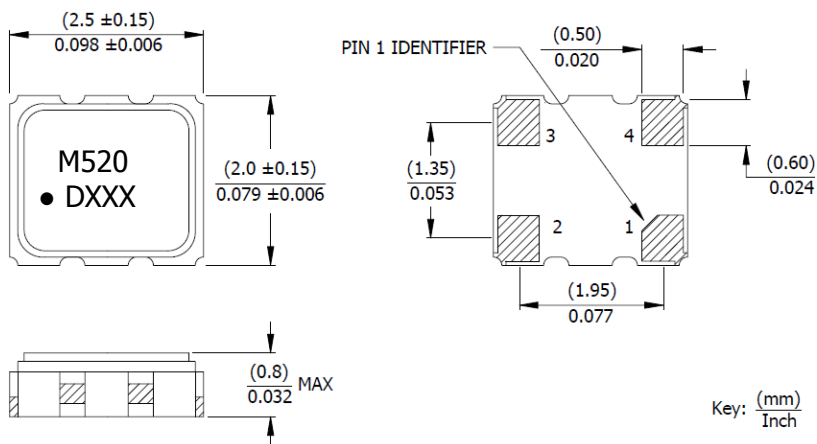 (2.5 ±0.15)
0.098 ±0.006
M520
• DXXX
(2.0 ±0.15)
0.079 ±0.006
(0.8)
0.032 MAX
PIN 1 IDENTIFIER
(0.50)
0.020
3
4
(1.35)
0.053
(0.60)
0.024
2
1
(1.95)
0.077
Key: (mm)
Inch